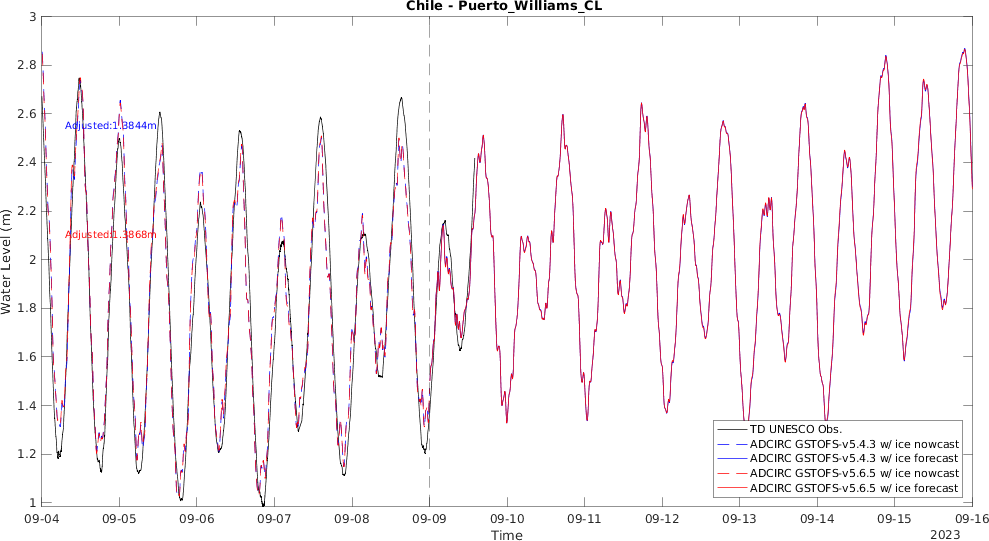 Chile - Puerto_Williams_CL
3
2.8
2.6
2.4
2.2
2
1.8
1.6
1.4
1.2
1
Water Level (m)
Adjusted:1.3844m
Adjusted:1.3868m
TD UNESCO Obs.
ADCIRC GSTOFS-v5.4.3 w/ ice nowcast
ADCIRC GSTOFS-v5.4.3 w/ ice forecast
ADCIRC GSTOFS-v5.6.5 w/ ice nowcast
ADCIRC GSTOFS-v5.6.5 w/ ice forecast
09-04 09-05 09-06 09-07 09-08 09-09 09-10 09-11 09-12 09-13 09-14 09-15 09-16
Time
2023